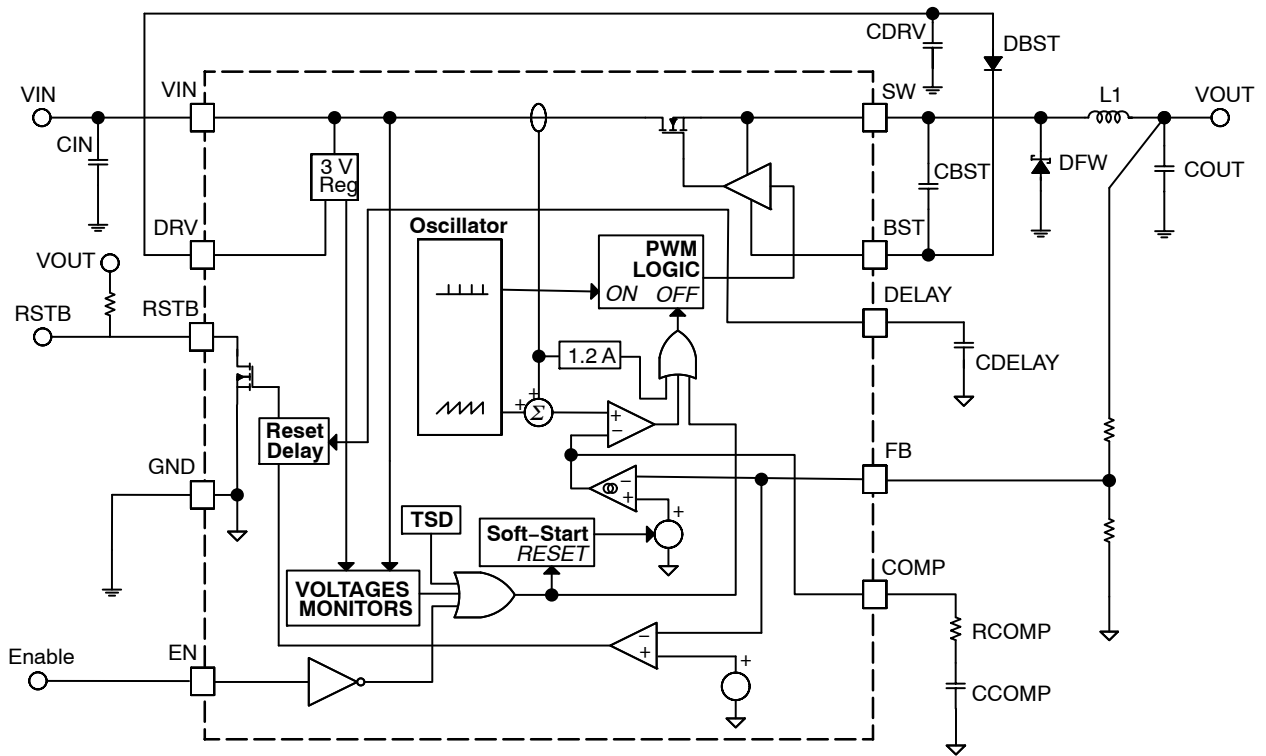 CDRV
DBST
VIN
VIN
SW
L1
VOUT
CIN
3 V
Reg
CBST
DFW
COUT
DRV
Oscillator
BST
VOUT
PWM
LOGIC
ON OFF
DELAY
RSTB
RSTB
1.2 A
CDELAY
+
+
Σ
+
−
Reset
Delay
GND
FB
−
+
+
TSD
Soft−Start
RESET
COMP
VOLTAGES
MONITORS
RCOMP
−
+
+
Enable
EN
CCOMP